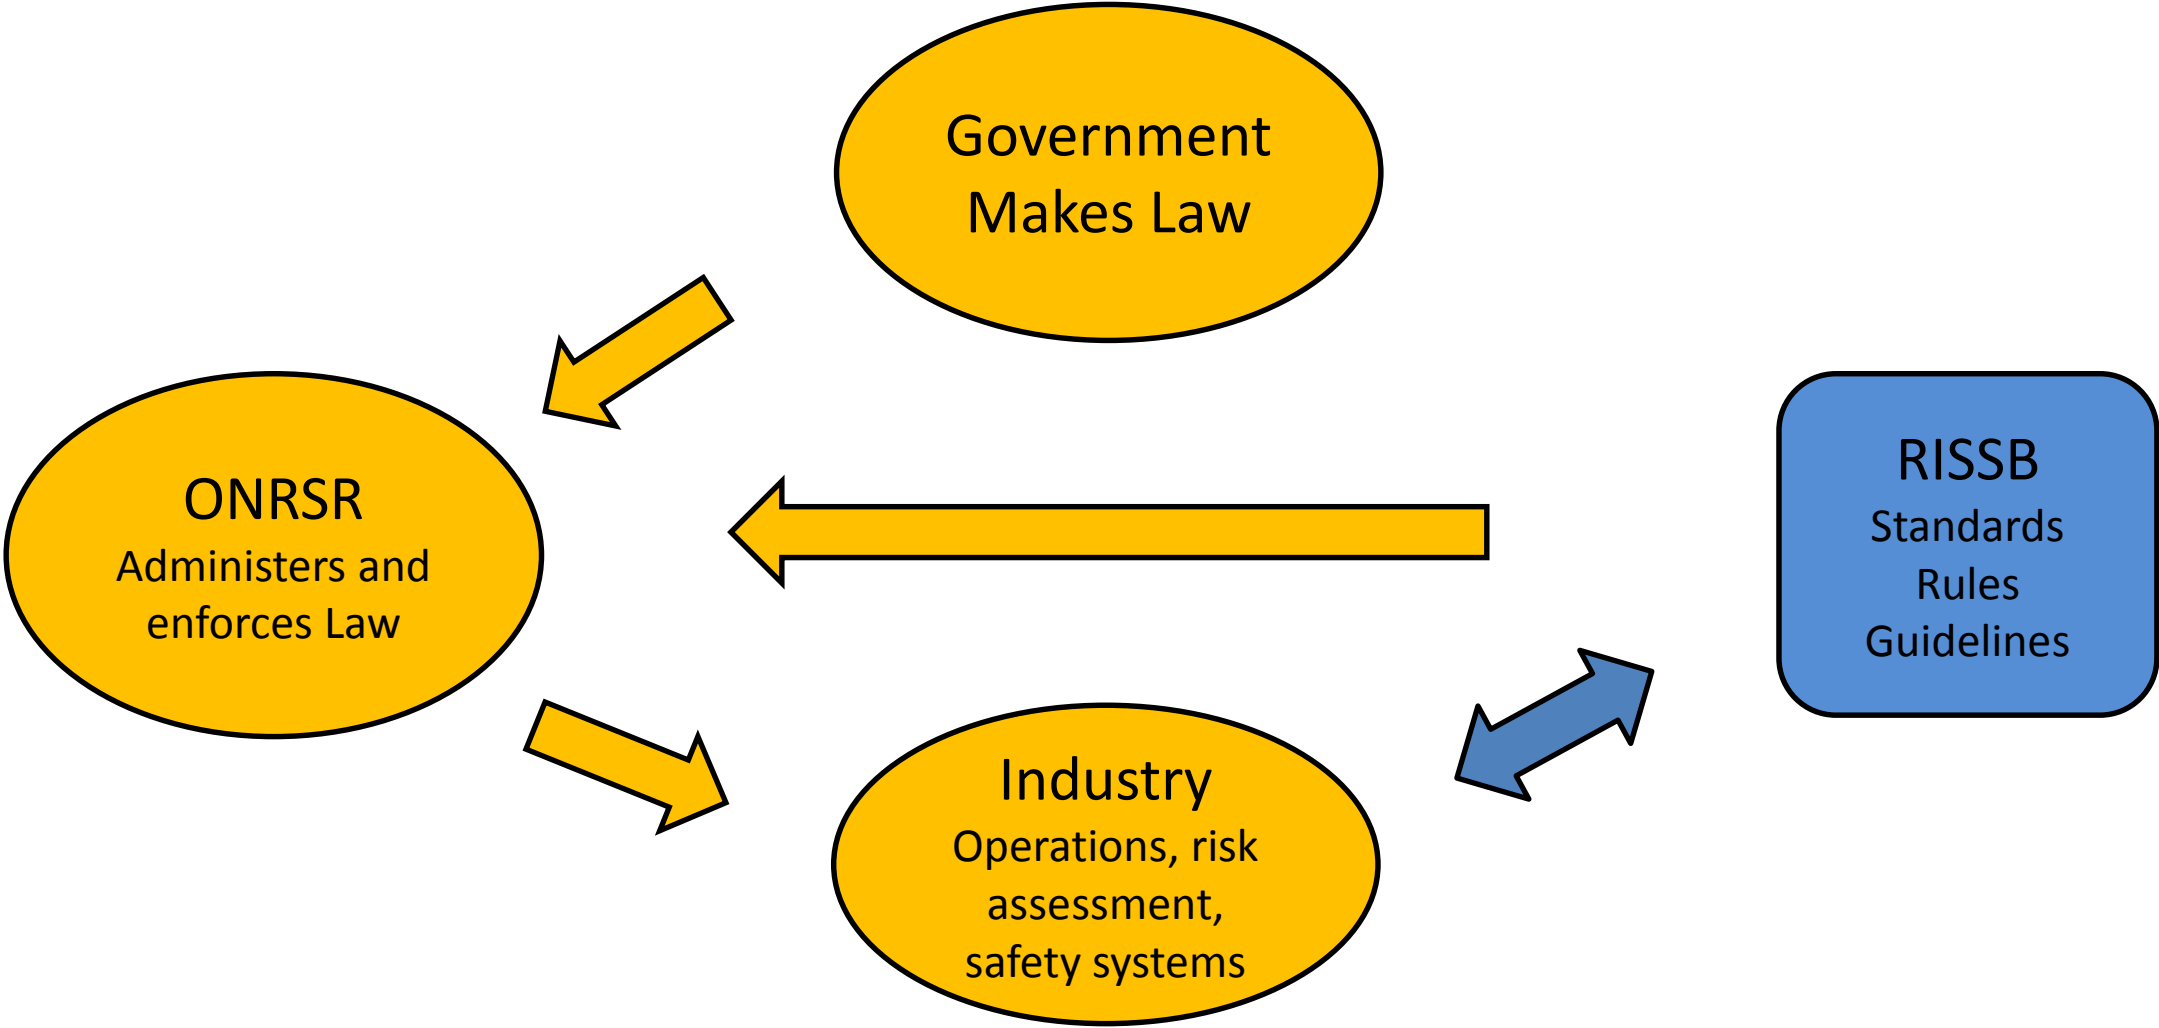 Government
Makes Law
ONRSR
Administers and
enforces Law
RISSB
Standards
Rules
Guidelines
Industry
Operations, risk
assessment,
safety systems